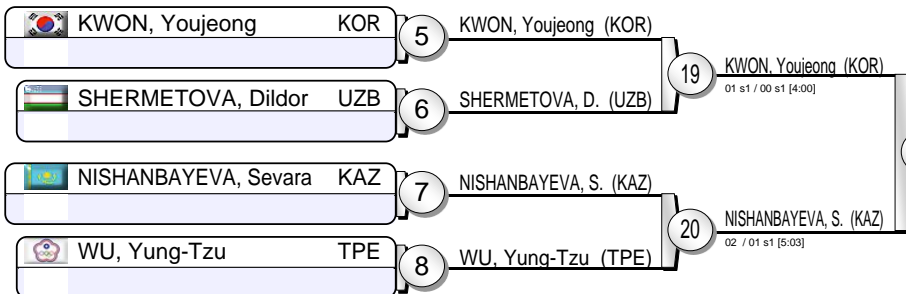 KWON, Youjeong KOR
5
KWON, Youjeong (KOR)
SHERMETOVA, Dildor UZB
6
SHERMETOVA, D. (UZB)
19
KWON, Youjeong (KOR)
01 s1 / 00 s1 [4:00]
NISHANBAYEVA, Sevara KAZ
7
NISHANBAYEVA, S. (KAZ)
WU, Yung-Tzu TPE
8
WU, Yung-Tzu (TPE)
20
NISHANBAYEVA, S. (KAZ)
02 / 01 s1 [5:03]